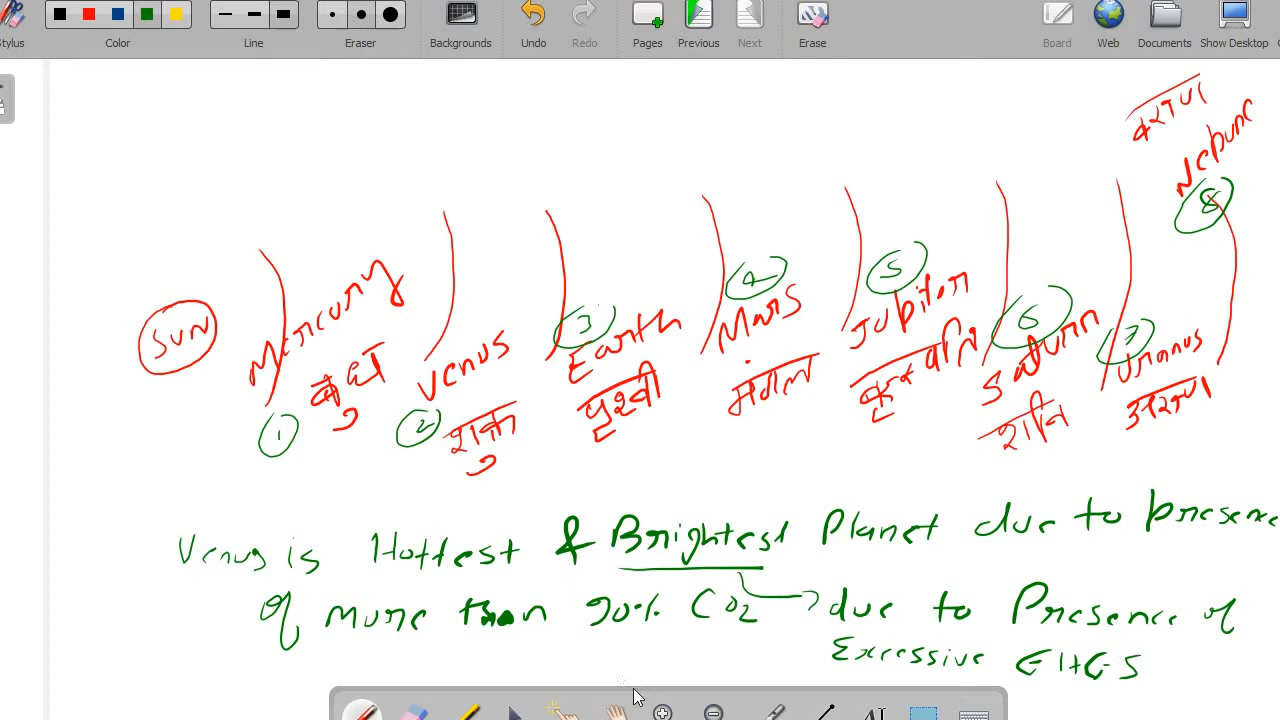 Stylus Color Line Eraser Backgrounds Undo Redo Pages Previous Next Erase Board Web Documents Show Desktop
वरुण
Nepune
8
SUN
Mercury
बुध
1
Venus
शुक्र
2
3
Earth
पृथ्वी
4
Mars
मंगल
5
Jupiter
6
Saturn
शनि
7
Uranus
अरुण
Venus is Hottest & Brightest Planet due to presence
of more than 90% CO2 → due to Presence of
Excessive GHGS